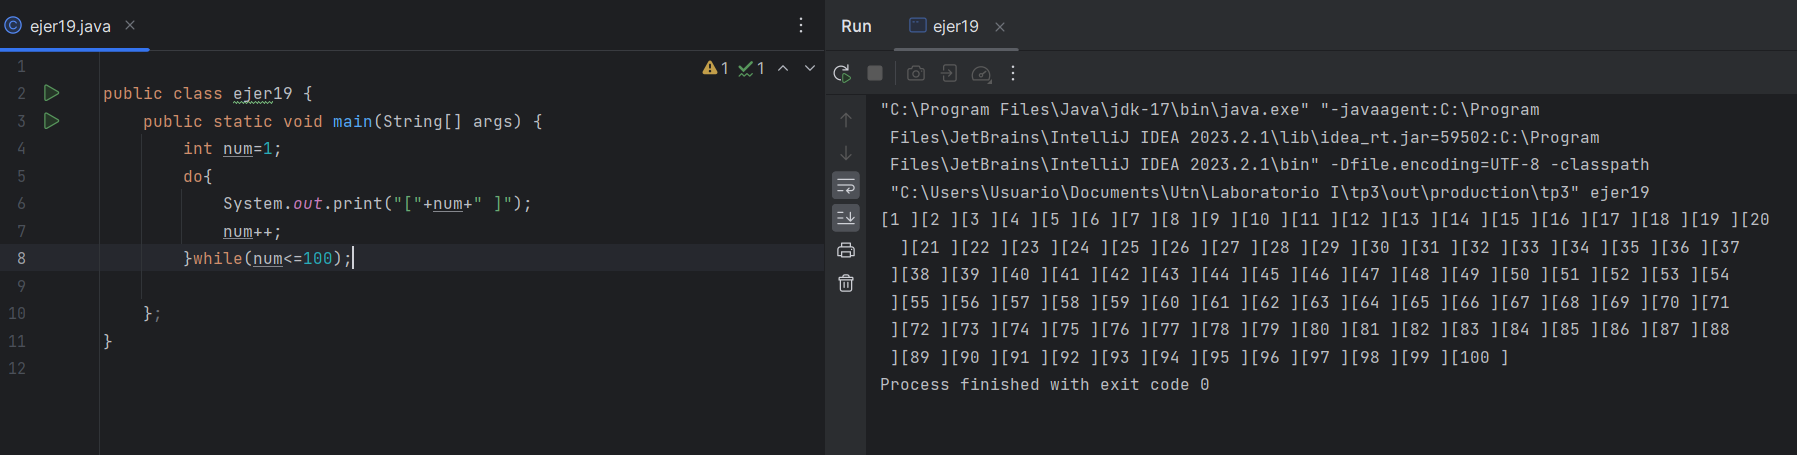 ejer19.java
1 1
1
2 public class ejer19 {
3 public static void main(String[] args) {
4 int num=1;
5 do{
6 System.out.print("["+num+" ]");
7 num++;
8 }while(num<=100);
9
10 };
11 }
12
Run ejer19
"C:\Program Files\Java\jdk-17\bin\java.exe" "-javaagent:C:\Program
Files\JetBrains\IntelliJ IDEA 2023.2.1\lib\idea_rt.jar=59502:C:\Program
Files\JetBrains\IntelliJ IDEA 2023.2.1\bin" -Dfile.encoding=UTF-8 -classpath
"C:\Users\Usuario\Documents\Utn\Laboratorio I\tp3\out\production\tp3" ejer19
[1 ][2 ][3 ][4 ][5 ][6 ][7 ][8 ][9 ][10 ][11 ][12 ][13 ][14 ][15 ][16 ][17 ][18 ][19 ][20
][21 ][22 ][23 ][24 ][25 ][26 ][27 ][28 ][29 ][30 ][31 ][32 ][33 ][34 ][35 ][36 ][37
][38 ][39 ][40 ][41 ][42 ][43 ][44 ][45 ][46 ][47 ][48 ][49 ][50 ][51 ][52 ][53 ][54
][55 ][56 ][57 ][58 ][59 ][60 ][61 ][62 ][63 ][64 ][65 ][66 ][67 ][68 ][69 ][70 ][71
][72 ][73 ][74 ][75 ][76 ][77 ][78 ][79 ][80 ][81 ][82 ][83 ][84 ][85 ][86 ][87 ][88
][89 ][90 ][91 ][92 ][93 ][94 ][95 ][96 ][97 ][98 ][99 ][100 ]
Process finished with exit code 0